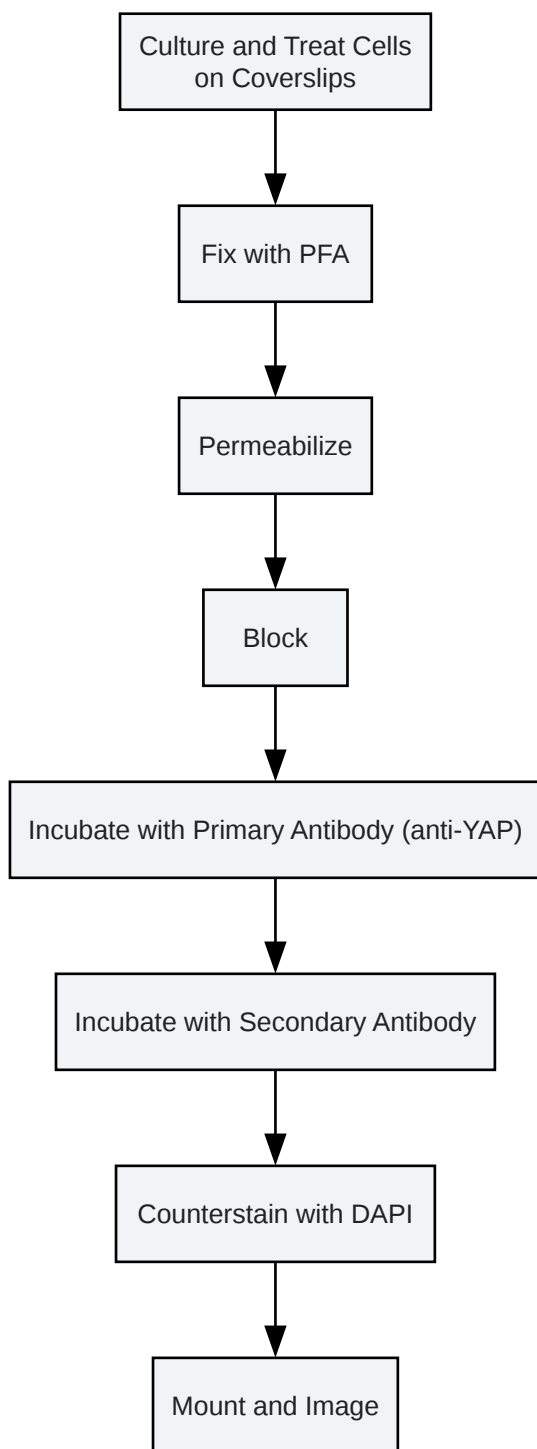 Culture and Treat Cells
on Coverslips
Fix with PFA
Permeabilize
Block
Incubate with Primary Antibody (anti-YAP)
Incubate with Secondary Antibody
Counterstain with DAPI
Mount and Image